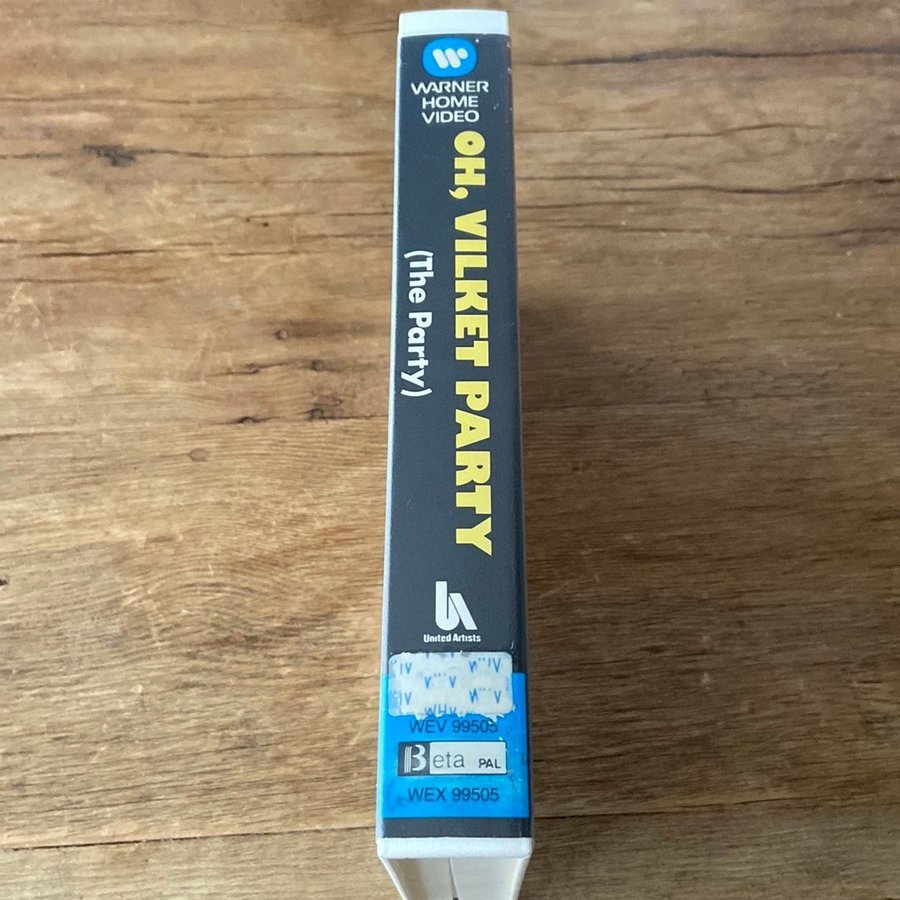 WARNER
HOME
VIDEO
OH, VILKET PARTY
(The Party)
United Artists
WEV 99505
Beta PAL
WEX 99505